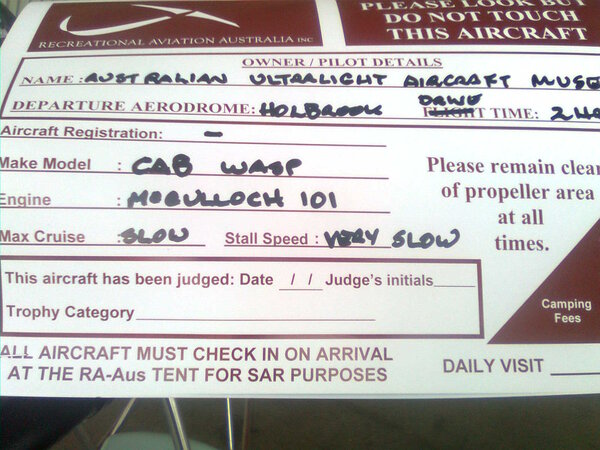 PLEASE LOOK BUT
DO NOT TOUCH
THIS AIRCRAFT
RECREATIONAL AVIATION AUSTRALIA INC
OWNER / PILOT DETAILS
NAME : AUSTRALIAN ULTRALIGHT AIRCRAFT MUSE
DEPARTURE AERODROME: HOLBROOK DRIVE FLIGHT TIME: 2 HO
Aircraft Registration: –
Make Model : CAB WASP
Engine : McCULLOCH 101
Max Cruise : SLOW Stall Speed : VERY SLOW
Please remain clear
of propeller area
at all
times.
This aircraft has been judged: Date / / Judge's initials
Trophy Category
Camping
Fees
ALL AIRCRAFT MUST CHECK IN ON ARRIVAL
AT THE RA-Aus TENT FOR SAR PURPOSES
DAILY VISIT